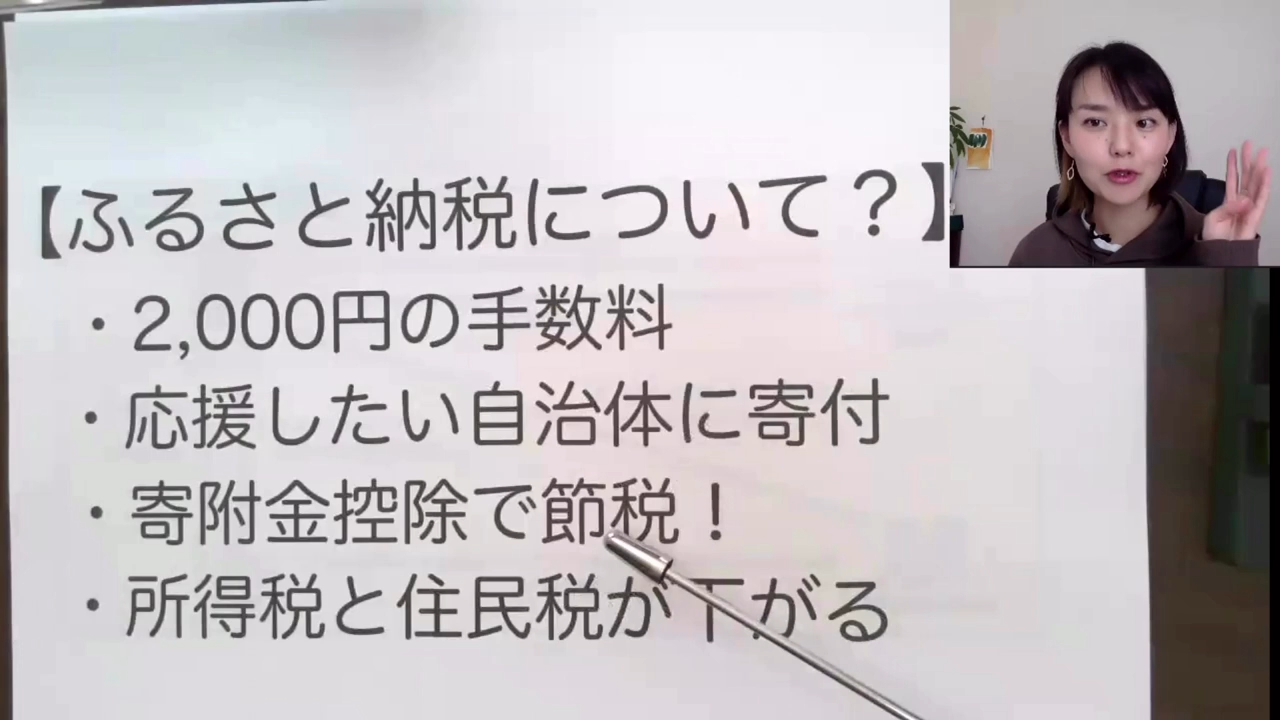 【ふるさと納税について？】
・2,000円の手数料
・応援したい自治体に寄付
・寄附金控除で節税！
・所得税と住民税が下がる